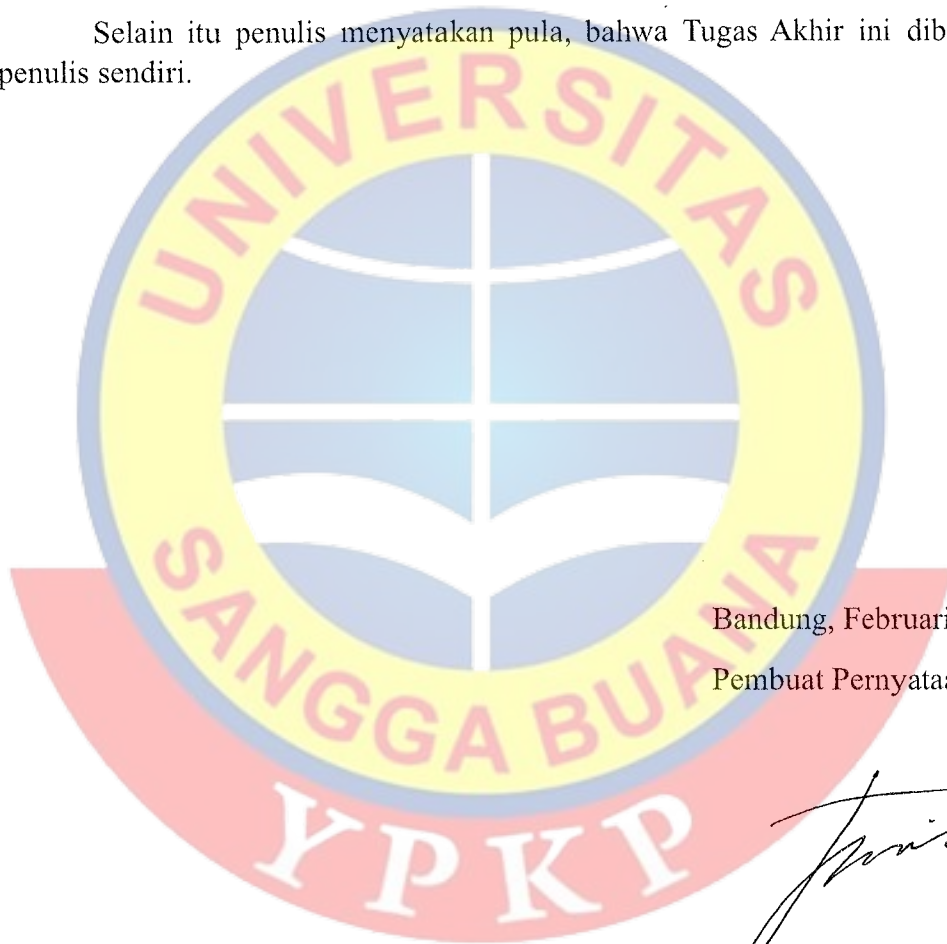 Selain itu penulis menyatakan pula, bahwa Tugas Akhir ini dib
penulis sendiri.
UNIVERSITAS
SANGGA BUANA
YPKP
Bandung, Februari
Pembuat Pernyataa